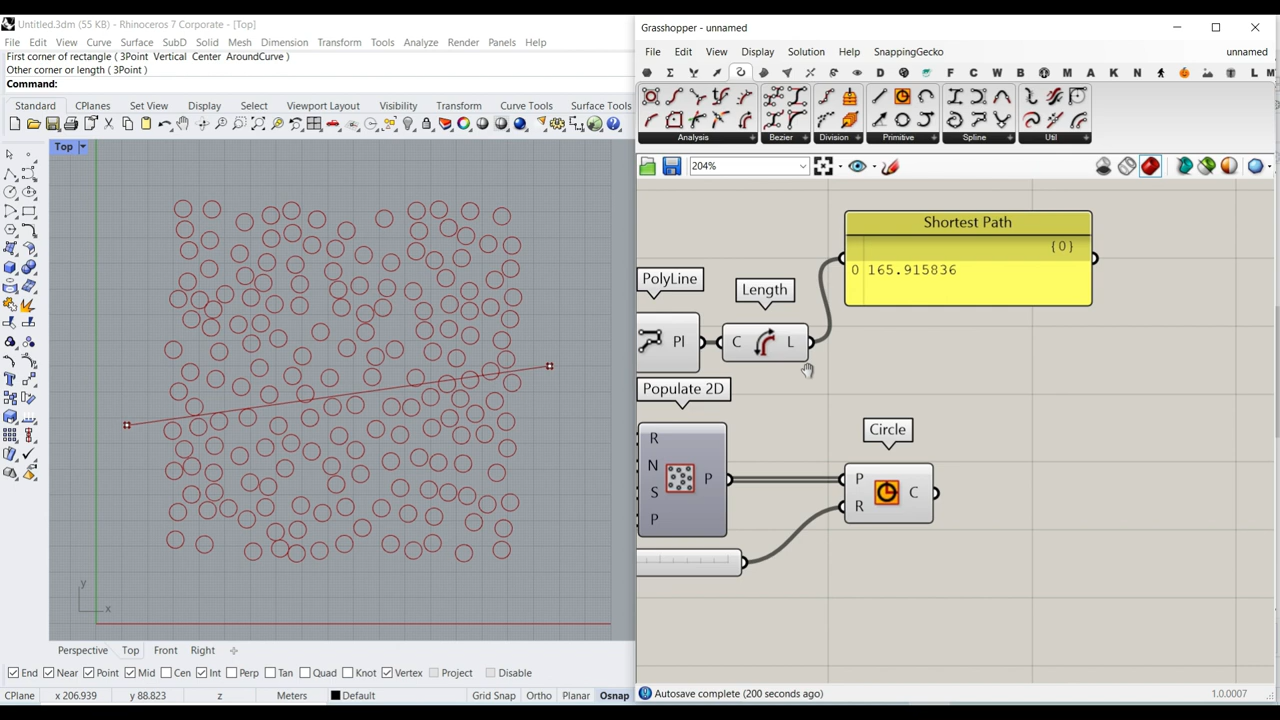 Untitled.3dm (55 KB) - Rhinoceros 7 Corporate - [Top]
File Edit View Curve Surface SubD Solid Mesh Dimension Transform Tools Analyze Render Panels Help
First corner of rectangle ( 3Point Vertical Center AroundCurve )
Other corner or length ( 3Point )
Command:
Standard CPlanes Set View Display Select Viewport Layout Visibility Transform Curve Tools Surface Tools
Top
y
x
Perspective Top Front Right
End Near Point Mid Cen Int Perp Tan Quad Knot Vertex Project Disable
CPlane x 206.939 y 88.823 z Meters Default Grid Snap Ortho Planar Osnap
Grasshopper - unnamed
File Edit View Display Solution Help SnappingGecko unnamed
D F C W B M A K N L M
Analysis Bezier Division Primitive Spline Util
204%
Shortest Path
{0}
0 165.915836
PolyLine
Length
Pl
C L
Populate 2D
Circle
R
N
S
P
P
P
R
C
Autosave complete (200 seconds ago) 1.0.0007